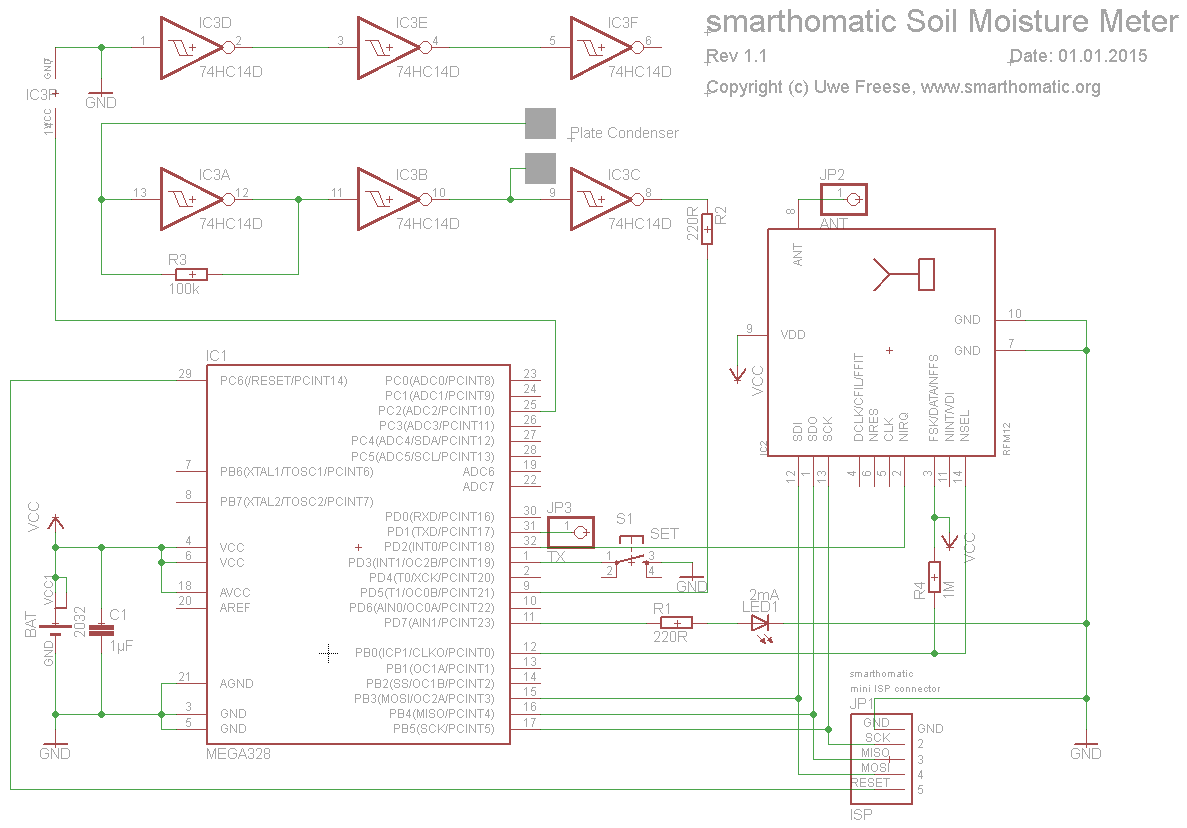 smarthomatic Soil Moisture Meter
Rev 1.1
Date: 01.01.2015
Copyright (c) Uwe Freese, www.smarthomatic.org
IC3D
1
2
74HC14D
IC3E
3
4
74HC14D
IC3F
5
6
74HC14D
GND
IC3P
VCC
GND
Plate Condenser
IC3A
13
12
74HC14D
IC3B
11
10
74HC14D
IC3C
9
8
74HC14D
R3
100k
220R
R2
JP2
1
ANT
8
ANT
GND
10
GND
7
9
VDD
VCC
SDI
SDO
SCK
DCLK/CFIL/FFIT
NRES
CLK
NIRQ
FSK/DATA/NFFS
NINT/VDI
NSEL
IC2
RFM12
12
1
13
4
6
5
2
3
11
14
VCC
R4
1M
IC1
29
PC6(/RESET/PCINT14)
7
PB6(XTAL1/TOSC1/PCINT6)
8
PB7(XTAL2/TOSC2/PCINT7)
4
VCC
6
VCC
18
AVCC
20
AREF
21
AGND
3
GND
5
GND
MEGA328
PC0(ADC0/PCINT8)
23
PC1(ADC1/PCINT9)
24
PC2(ADC2/PCINT10)
25
PC3(ADC3/PCINT11)
26
PC4(ADC4/SDA/PCINT12)
27
PC5(ADC5/SCL/PCINT13)
28
ADC6
19
ADC7
22
PD0(RXD/PCINT16)
30
PD1(TXD/PCINT17)
31
PD2(INT0/PCINT18)
32
PD3(INT1/OC2B/PCINT19)
1
PD4(T0/XCK/PCINT20)
2
PD5(T1/OC0B/PCINT21)
9
PD6(AIN0/OC0A/PCINT22)
10
PD7(AIN1/PCINT23)
11
PB0(ICP1/CLKO/PCINT0)
12
PB1(OC1A/PCINT1)
13
PB2(SS/OC1B/PCINT2)
14
PB3(MOSI/OC2A/PCINT3)
15
PB4(MISO/PCINT4)
16
PB5(SCK/PCINT5)
17
VCC
VCC1
BAT
GND
2032
C1
1µF
GND
JP3
1
TX
S1
SET
1
3
2
4
GND
R1
220R
2mA
LED1
smarthomatic
mini ISP connector
JP1
GND
GND
SCK
2
MISO
3
MOSI
4
RESET
5
ISP
GND